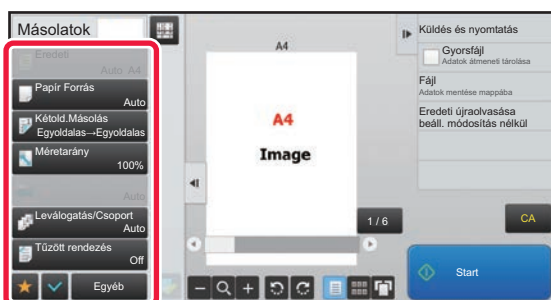 Másolatok
Eredeti
Auto A4
Papír Forrás
Auto
Kétold.Másolás
Egyoldalas→Egyoldalas
Méretarány
100%
Auto
Leválogatás/Csoport
Auto
Tűzött rendezés
Off
Egyéb
A4
A4
Image
1 / 6
Küldés és nyomtatás
Gyorsfájl
Adatok átmeneti tárolása
Fájl
Adatok mentése mappába
Eredeti újraolvasása
beáll. módosítás nélkül
CA
Start